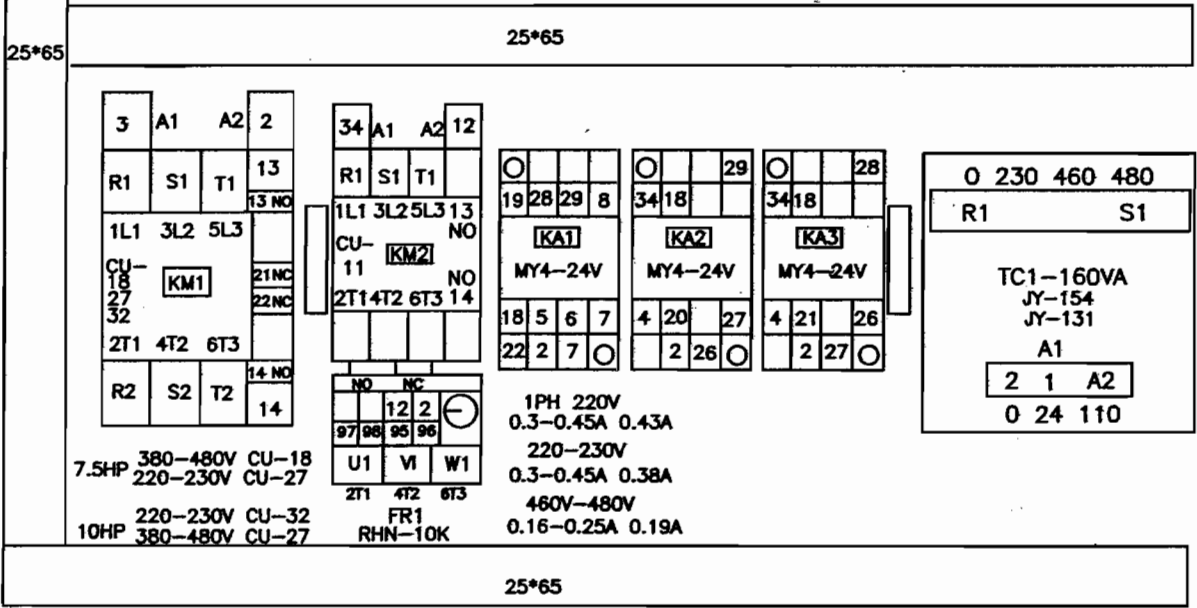 25*65
25*65
3 A1 A2 2
R1 S1 T1 13
13 NO
1L1 3L2 5L3
CU-
18
27
32
KM1
21 NC
22 NC
2T1 4T2 6T3
14 NO
R2 S2 T2 14
7.5HP 380-480V CU-18
220-230V CU-27
10HP 220-230V CU-32
380-480V CU-27
34 A1 A2 12
R1 S1 T1
1L1 3L2 5L3 13
NO
CU-
11
KM2
NO
2T1 4T2 6T3 14
NO NC
12 2
97 98 95 96
U1 V1 W1
2T1 4T2 6T3
FR1
RHN-10K
19 28 29 8
KA1
MY4-24V
18 5 6 7
22 2 7
29
34 18
KA2
MY4-24V
4 20 27
2 26
28
34 18
KA3
MY4-24V
4 21 26
2 27
1PH 220V
0.3-0.45A 0.43A
220-230V
0.3-0.45A 0.38A
460V-480V
0.16-0.25A 0.19A
0 230 460 480
R1 S1
TC1-160VA
JY-154
JY-131
A1
2 1 A2
0 24 110
25*65